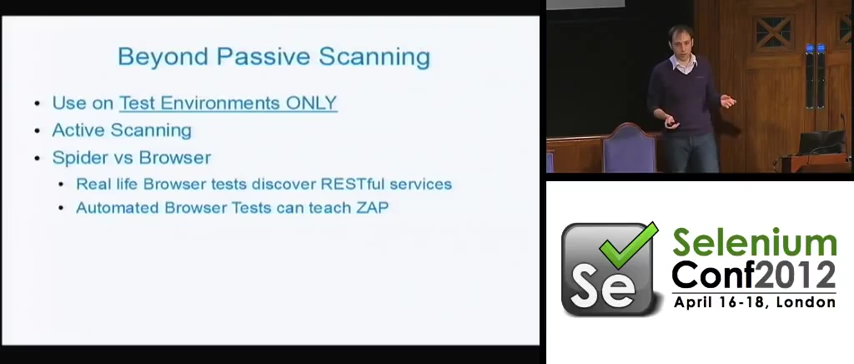 Beyond Passive Scanning
Use on Test Environments ONLY
Active Scanning
Spider vs Browser
Real life Browser tests discover RESTful services
Automated Browser Tests can teach ZAP
Se
Selenium
Conf2012
April 16-18, London